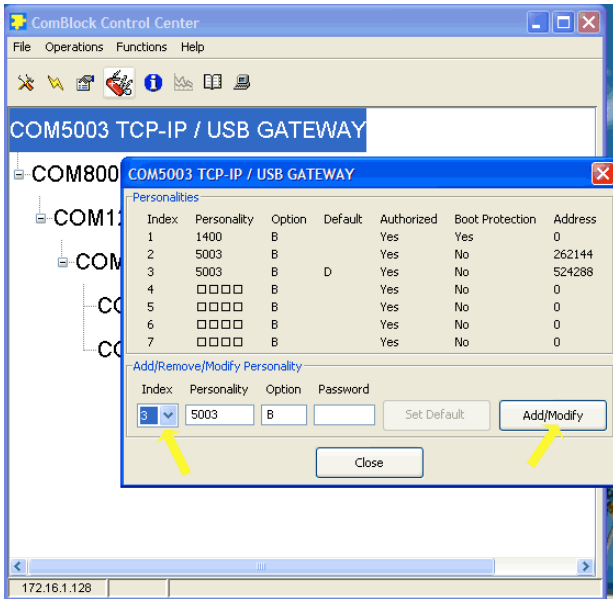 ComBlock Control Center
File Operations Functions Help
COM5003 TCP-IP / USB GATEWAY
COM800
COM5003 TCP-IP / USB GATEWAY
Personalities
Index Personality Option Default Authorized Boot Protection Address
1 1400 B Yes Yes 0
2 5003 B Yes No 262144
3 5003 B D Yes No 524288
4 □□□□ B Yes No 0
5 □□□□ B Yes No 0
6 □□□□ B Yes No 0
7 □□□□ B Yes No 0
Add/Remove/Modify Personality
Index Personality Option Password
3 5003 B Set Default Add/Modify
Close
172.16.1.128